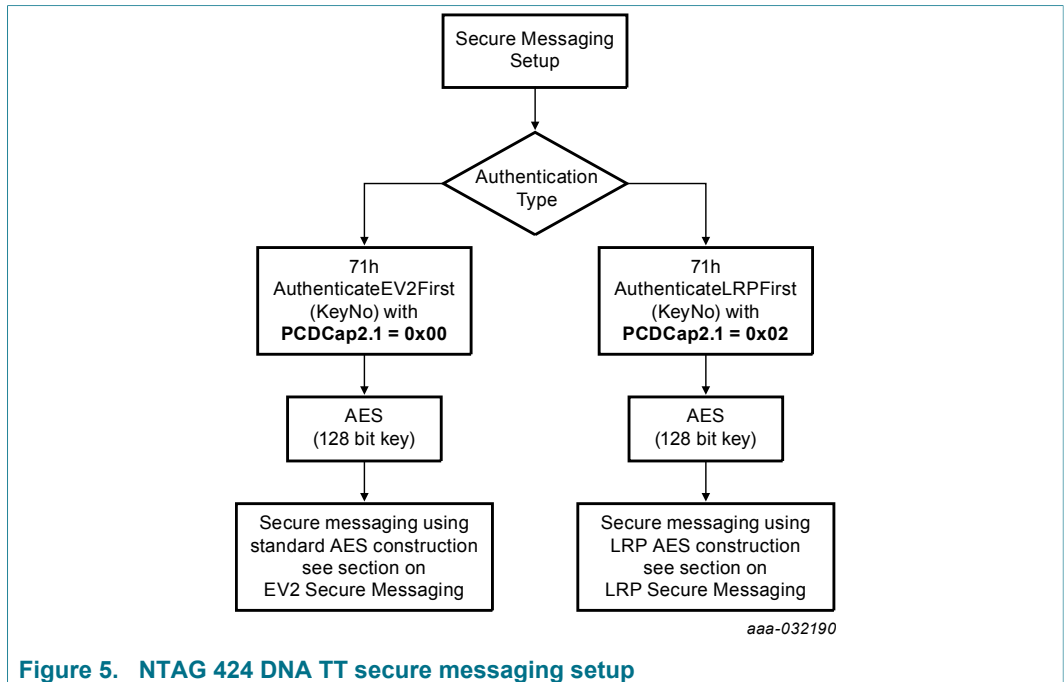 Secure Messaging
Setup
Authentication
Type
71h
AuthenticateEV2First
(KeyNo) with
PCDCap2.1 = 0x00
71h
AuthenticateLRPFirst
(KeyNo) with
PCDCap2.1 = 0x02
AES
(128 bit key)
AES
(128 bit key)
Secure messaging using
standard AES construction
see section on
EV2 Secure Messaging
Secure messaging using
LRP AES construction
see section on
LRP Secure Messaging
aaa-032190
Figure 5. NTAG 424 DNA TT secure messaging setup